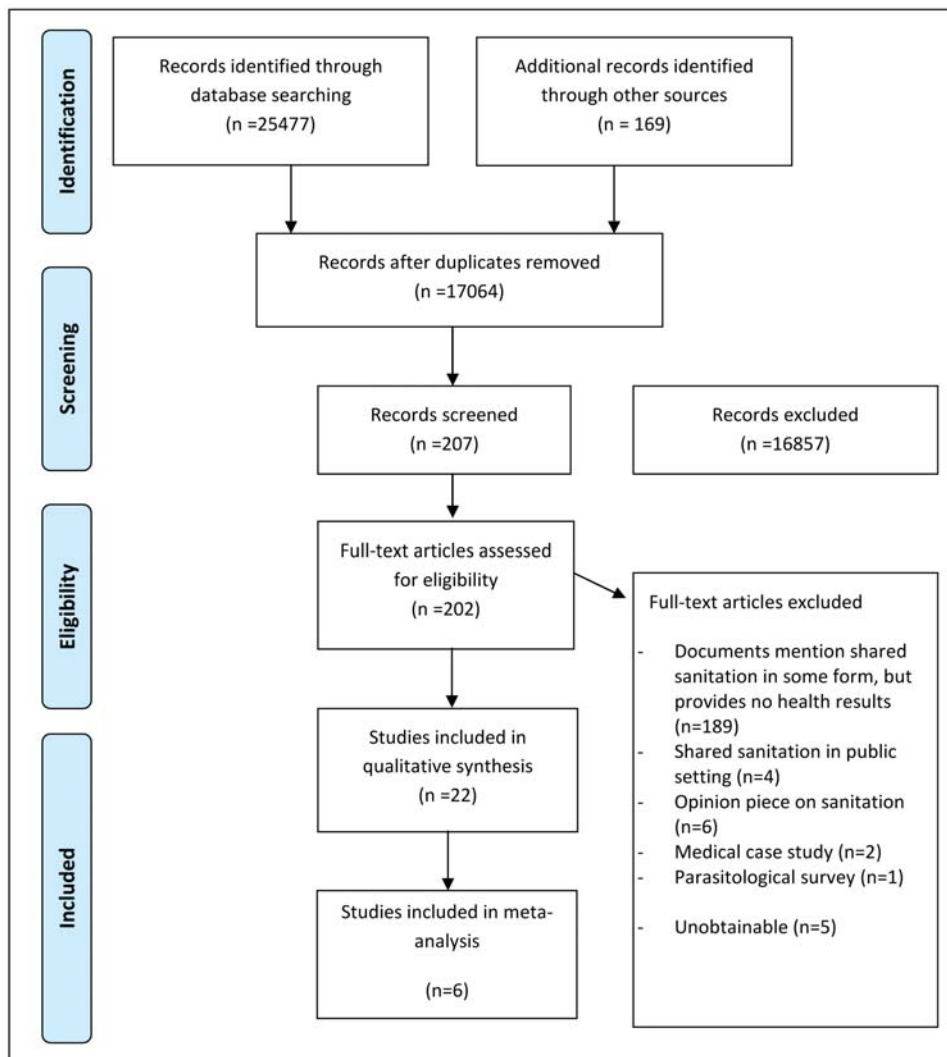 Identification
Records identified through
database searching
(n =25477)
Additional records identified
through other sources
(n = 169)
Records after duplicates removed
(n =17064)
Screening
Records screened
(n =207)
Records excluded
(n =16857)
Eligibility
Full-text articles assessed
for eligibility
(n =202)
Full-text articles excluded
- Documents mention shared
sanitation in some form, but
provides no health results
(n=189)
- Shared sanitation in public
setting (n=4)
- Opinion piece on sanitation
(n=6)
- Medical case study (n=2)
- Parasitological survey (n=1)
- Unobtainable (n=5)
Included
Studies included in
qualitative synthesis
(n =22)
Studies included in meta-
analysis
(n=6)